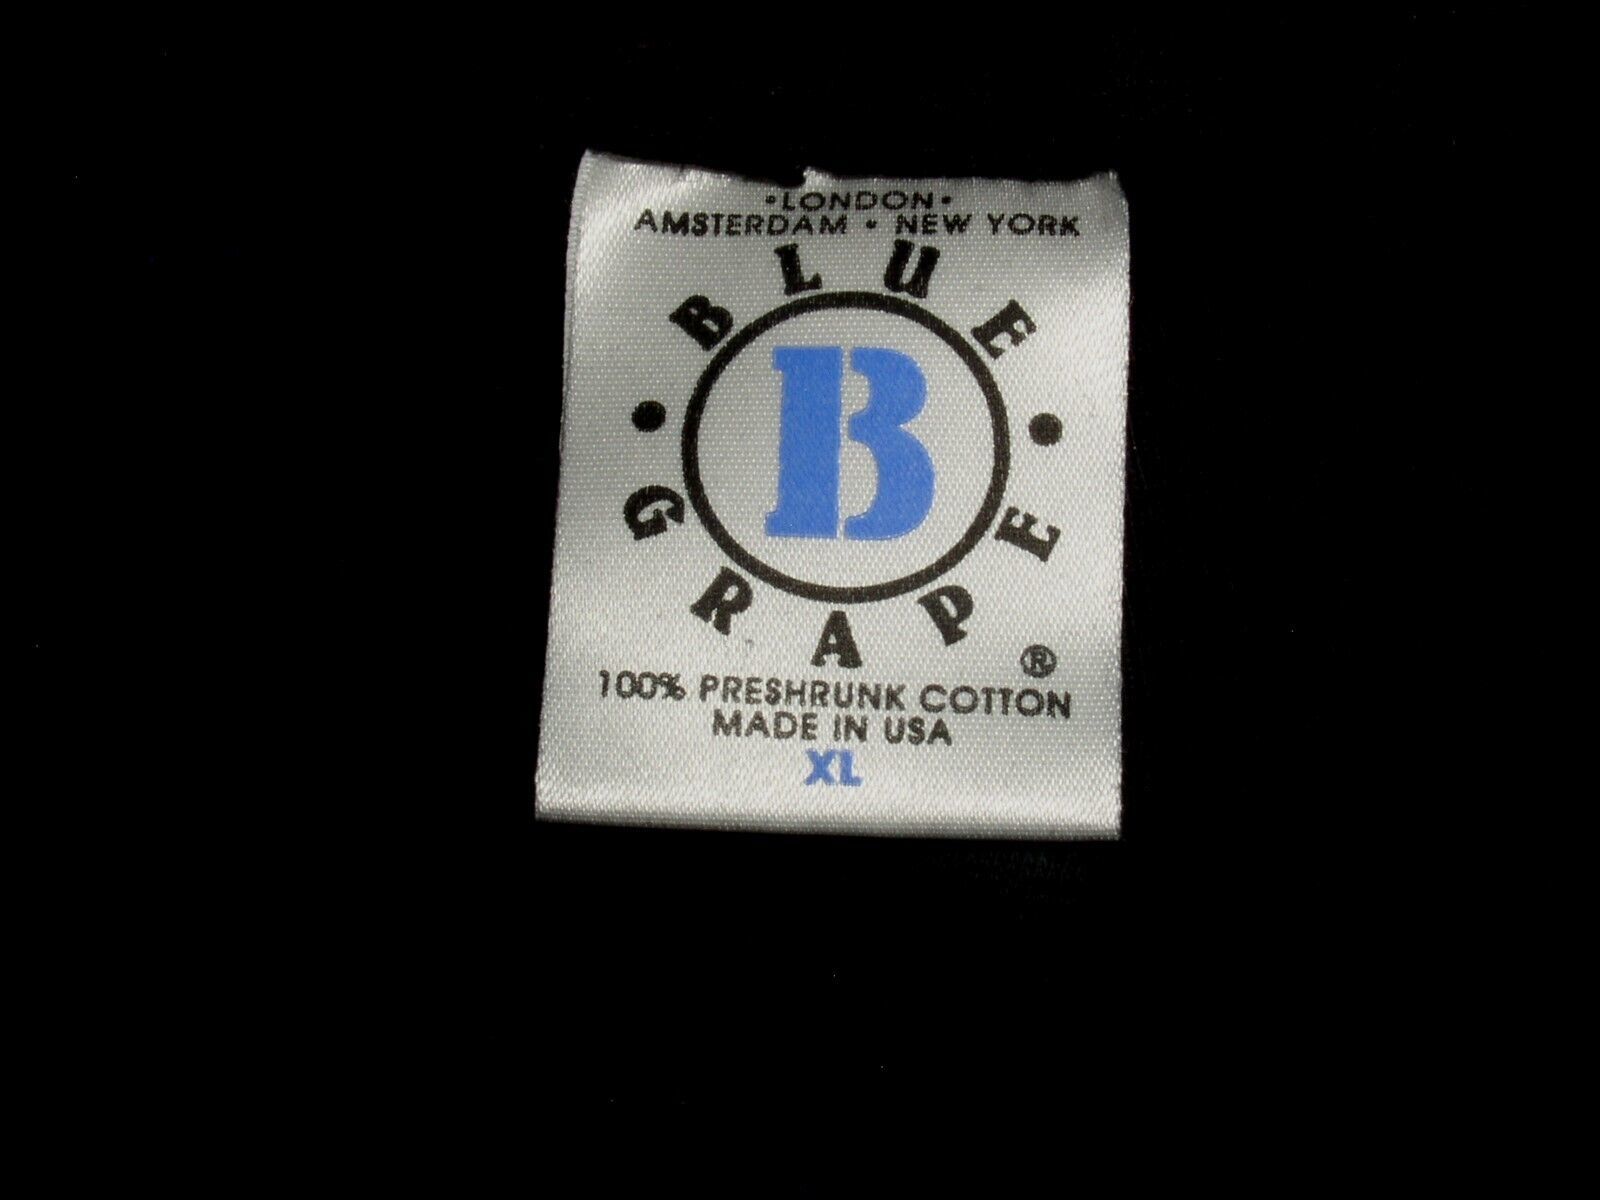 •LONDON•
AMSTERDAM • NEW YORK
• BLUE •
B
GRAPE ®
100% PRESHRUNK COTTON
MADE IN USA
XL